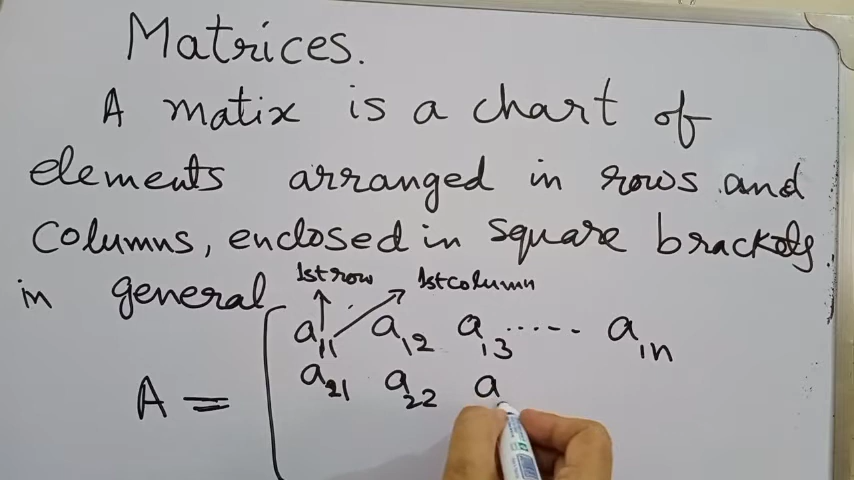 Matrices.
A matix is a chart of
elements arranged in rows and
columns, enclosed in square brackets.
in general
1st row 1st column
a11 a12 a13 ...... a1n
a21 a22 a
A =